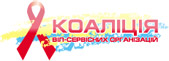 КОАЛІЦІЯ
ВІЛ-СЕРВІСНИХ ОРГАНІЗАЦІЙ